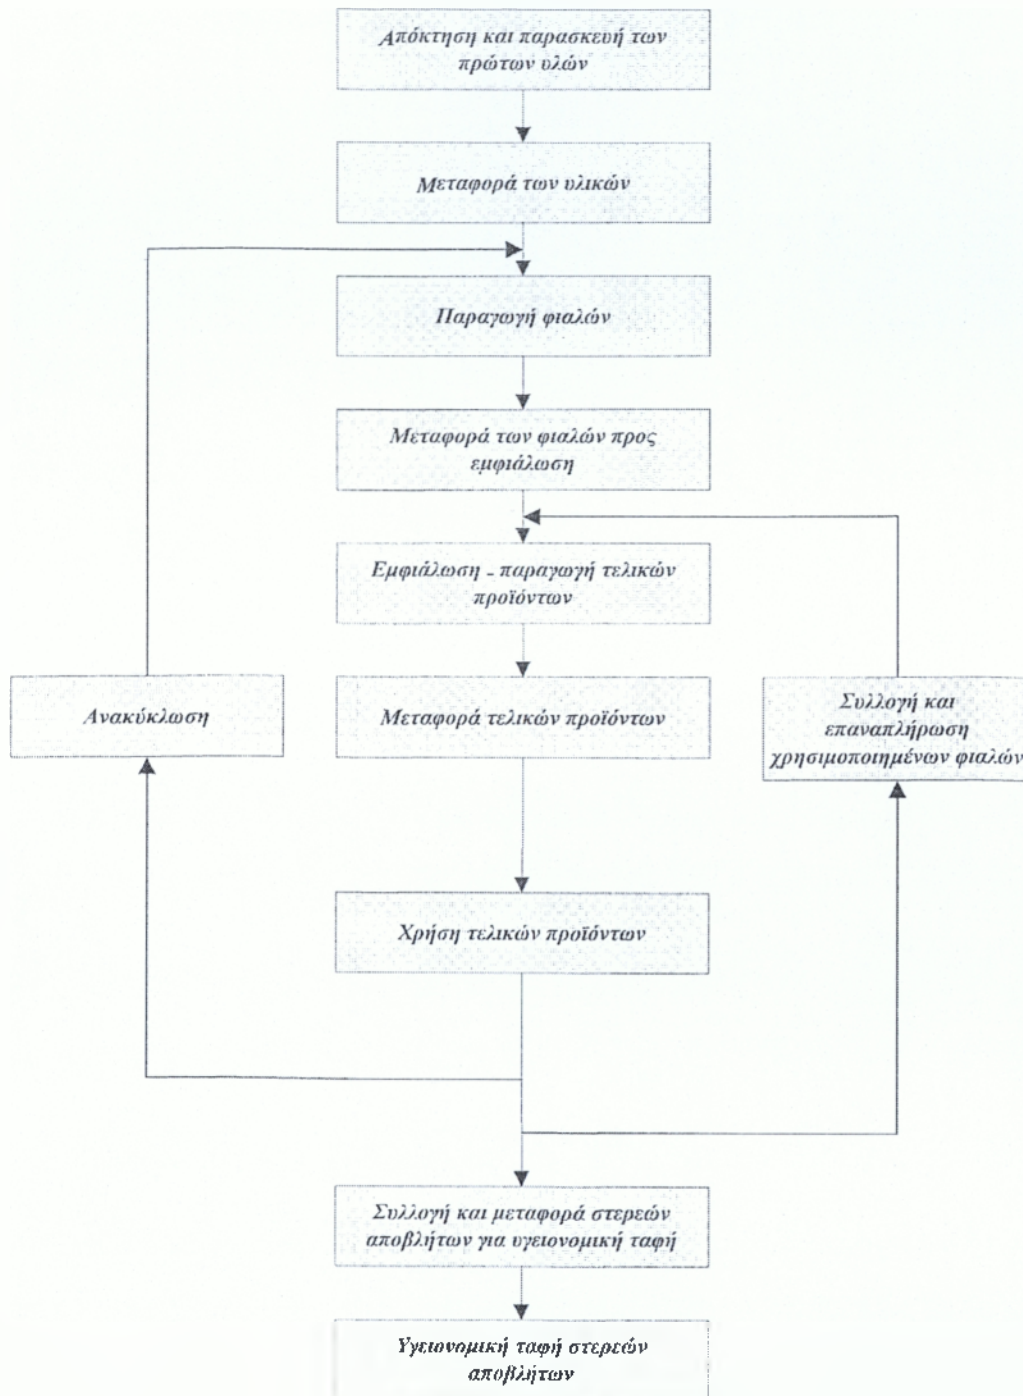 Απόκτηση και παρασκευή των
πρώτων υλών
Μεταφορά των υλικών
Παραγωγή φιαλών
Μεταφορά των φιαλών προς
εμφιάλωση
Εμφιάλωση - παραγωγή τελικών
προϊόντων
Ανακύκλωση
Μεταφορά τελικών προϊόντων
Συλλογή και
επαναπλήρωση
χρησιμοποιημένων φιαλών
Χρήση τελικών προϊόντων
Συλλογή και μεταφορά στερεών
αποβλήτων για υγειονομική ταφή
Υγειονομική ταφή στερεών
αποβλήτων